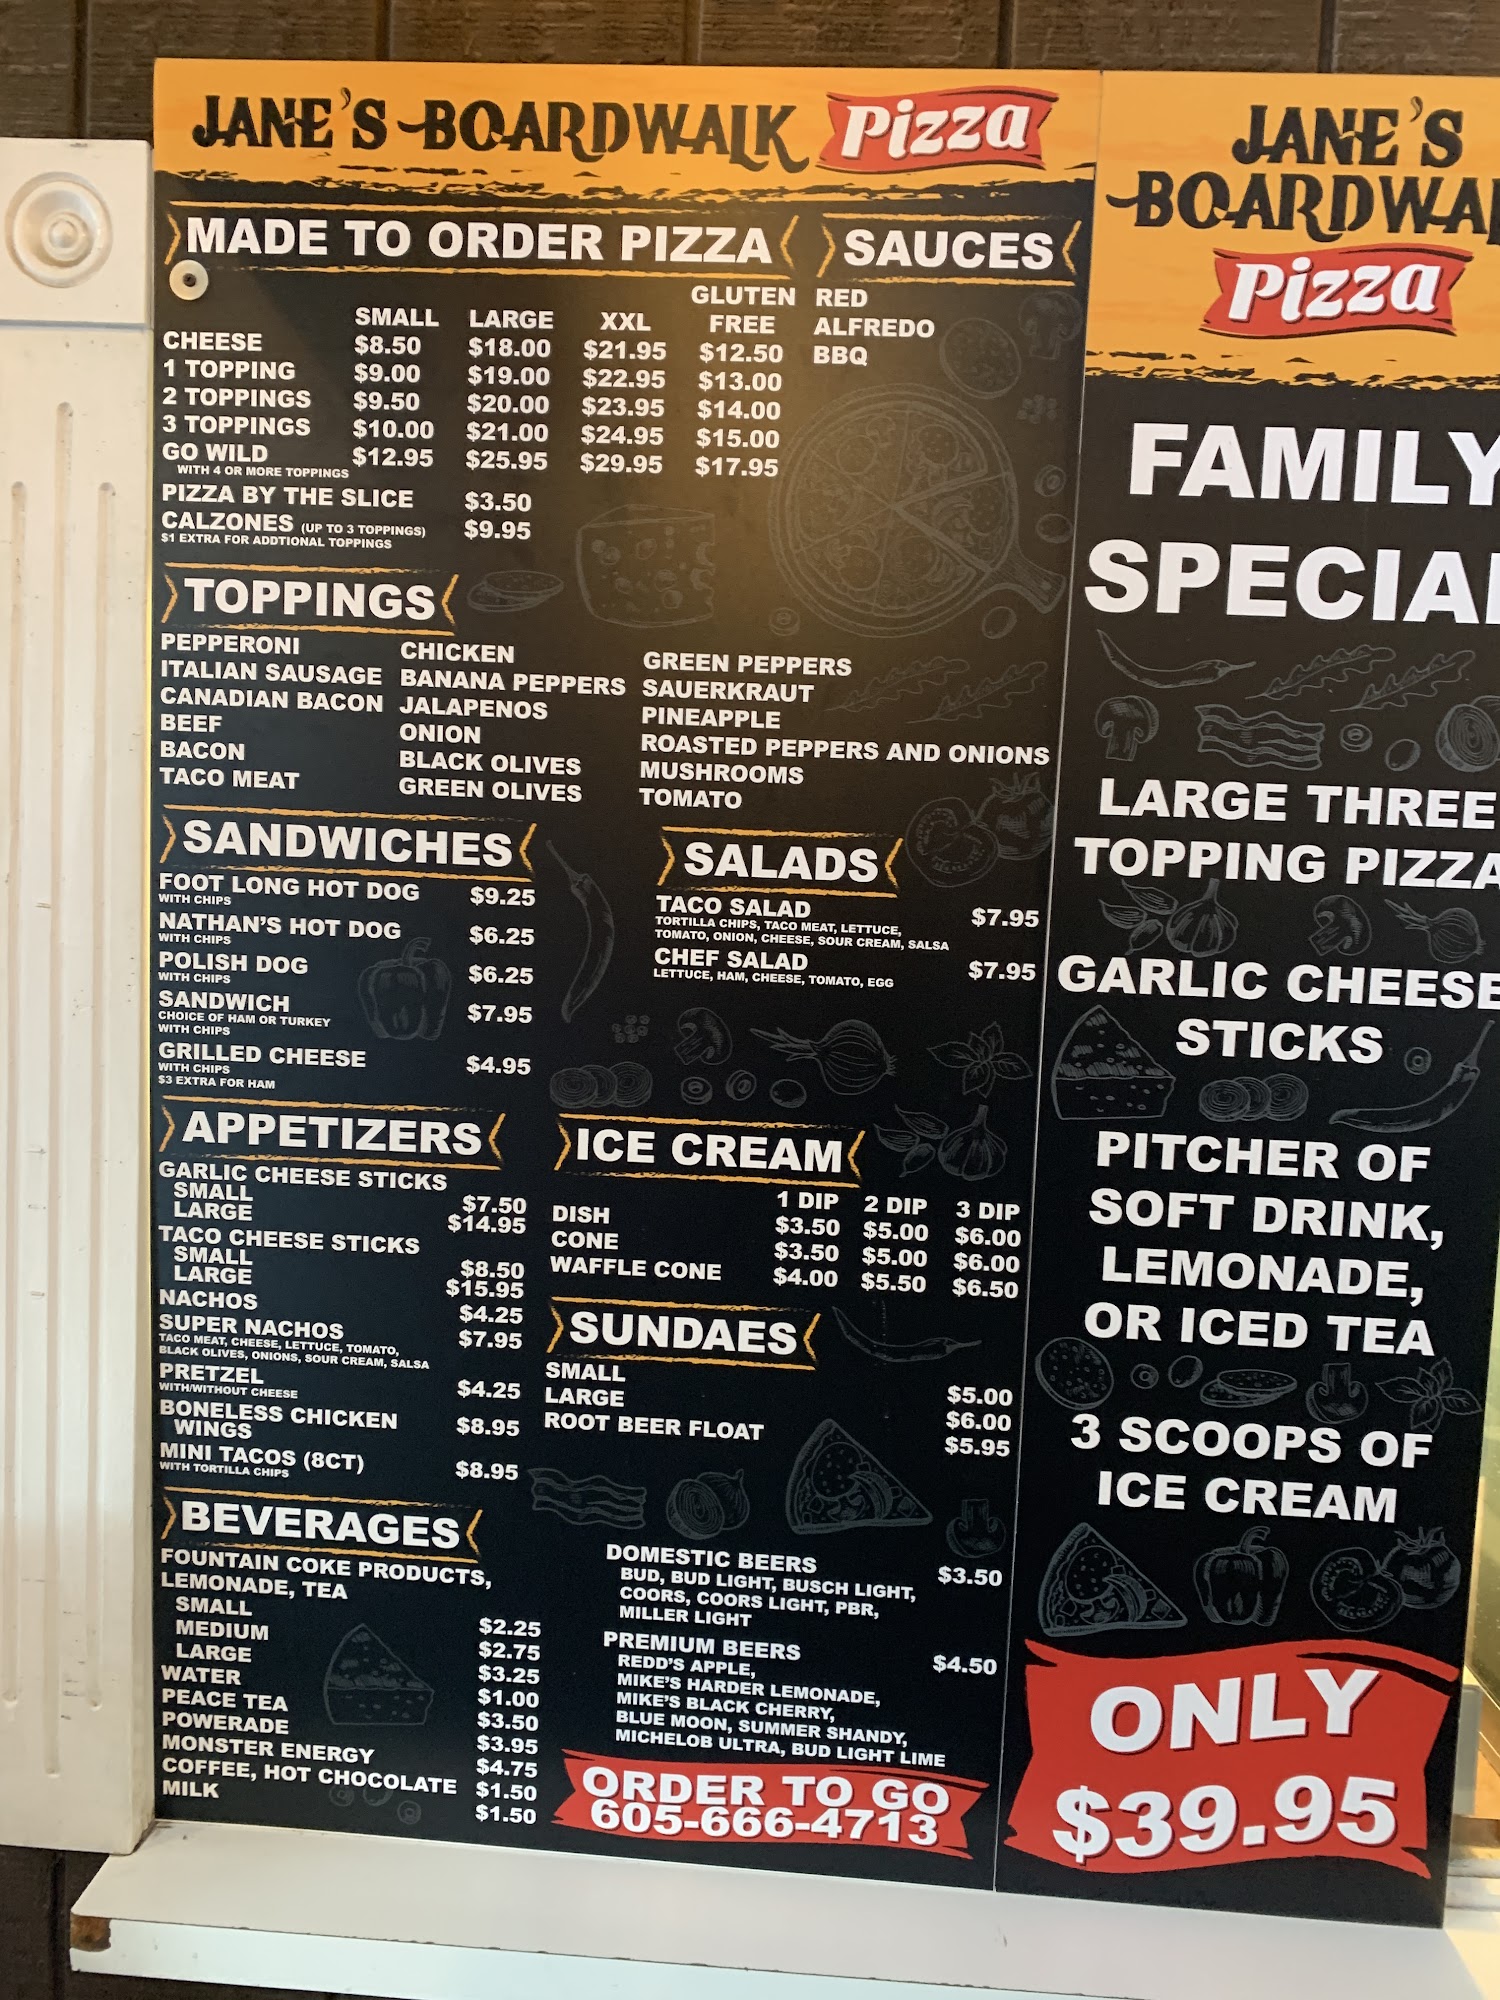 JANE'S BOARDWALK Pizza
MADE TO ORDER PIZZA
SMALL LARGE XXL GLUTEN FREE
CHEESE $8.50 $18.00 $21.95 $12.50
1 TOPPING $9.00 $19.00 $22.95 $13.00
2 TOPPINGS $9.50 $20.00 $23.95 $14.00
3 TOPPINGS $10.00 $21.00 $24.95 $15.00
GO WILD $12.95 $25.95 $29.95 $17.95
WITH 4 OR MORE TOPPINGS
PIZZA BY THE SLICE $3.50
CALZONES (UP TO 3 TOPPINGS) $9.95
$1 EXTRA FOR ADDTIONAL TOPPINGS
SAUCES
RED
ALFREDO
BBQ
TOPPINGS
PEPPERONI
ITALIAN SAUSAGE
CANADIAN BACON
BEEF
BACON
TACO MEAT
CHICKEN
BANANA PEPPERS
JALAPENOS
ONION
BLACK OLIVES
GREEN OLIVES
GREEN PEPPERS
SAUERKRAUT
PINEAPPLE
ROASTED PEPPERS AND ONIONS
MUSHROOMS
TOMATO
SANDWICHES
FOOT LONG HOT DOG $9.25
WITH CHIPS
NATHAN'S HOT DOG $6.25
WITH CHIPS
POLISH DOG $6.25
WITH CHIPS
SANDWICH $7.95
CHOICE OF HAM OR TURKEY
WITH CHIPS
GRILLED CHEESE $4.95
WITH CHIPS
$3 EXTRA FOR HAM
SALADS
TACO SALAD $7.95
TORTILLA CHIPS, TACO MEAT, LETTUCE,
TOMATO, ONION, CHEESE, SOUR CREAM, SALSA
CHEF SALAD $7.95
LETTUCE, HAM, CHEESE, TOMATO, EGG
APPETIZERS
GARLIC CHEESE STICKS
SMALL $7.50
LARGE $14.95
TACO CHEESE STICKS
SMALL $8.50
LARGE $15.95
NACHOS $4.25
SUPER NACHOS $7.95
TACO MEAT, CHEESE, LETTUCE, TOMATO,
BLACK OLIVES, ONIONS, SOUR CREAM, SALSA
PRETZEL $4.25
WITH/WITHOUT CHEESE
BONELESS CHICKEN
WINGS $8.95
MINI TACOS (8CT) $8.95
WITH TORTILLA CHIPS
ICE CREAM
1 DIP 2 DIP 3 DIP
DISH $3.50 $5.00 $6.00
CONE $3.50 $5.00 $6.00
WAFFLE CONE $4.00 $5.50 $6.50
SUNDAES
SMALL $5.00
LARGE $6.00
ROOT BEER FLOAT $5.95
BEVERAGES
FOUNTAIN COKE PRODUCTS,
LEMONADE, TEA
SMALL $2.25
MEDIUM $2.75
LARGE $3.25
WATER $1.00
PEACE TEA $3.50
POWERADE $3.95
MONSTER ENERGY $4.75
COFFEE, HOT CHOCOLATE $1.50
MILK $1.50
DOMESTIC BEERS $3.50
BUD, BUD LIGHT, BUSCH LIGHT,
COORS, COORS LIGHT, PBR,
MILLER LIGHT
PREMIUM BEERS $4.50
REDD'S APPLE,
MIKE'S HARDER LEMONADE,
MIKE'S BLACK CHERRY,
BLUE MOON, SUMMER SHANDY,
MICHELOB ULTRA, BUD LIGHT LIME
ORDER TO GO
605-666-4713
JANE'S
BOARDWA
Pizza
FAMILY
SPECIAL
LARGE THREE
TOPPING PIZZA
GARLIC CHEESE
STICKS
PITCHER OF
SOFT DRINK,
LEMONADE,
OR ICED TEA
3 SCOOPS OF
ICE CREAM
ONLY
$39.95